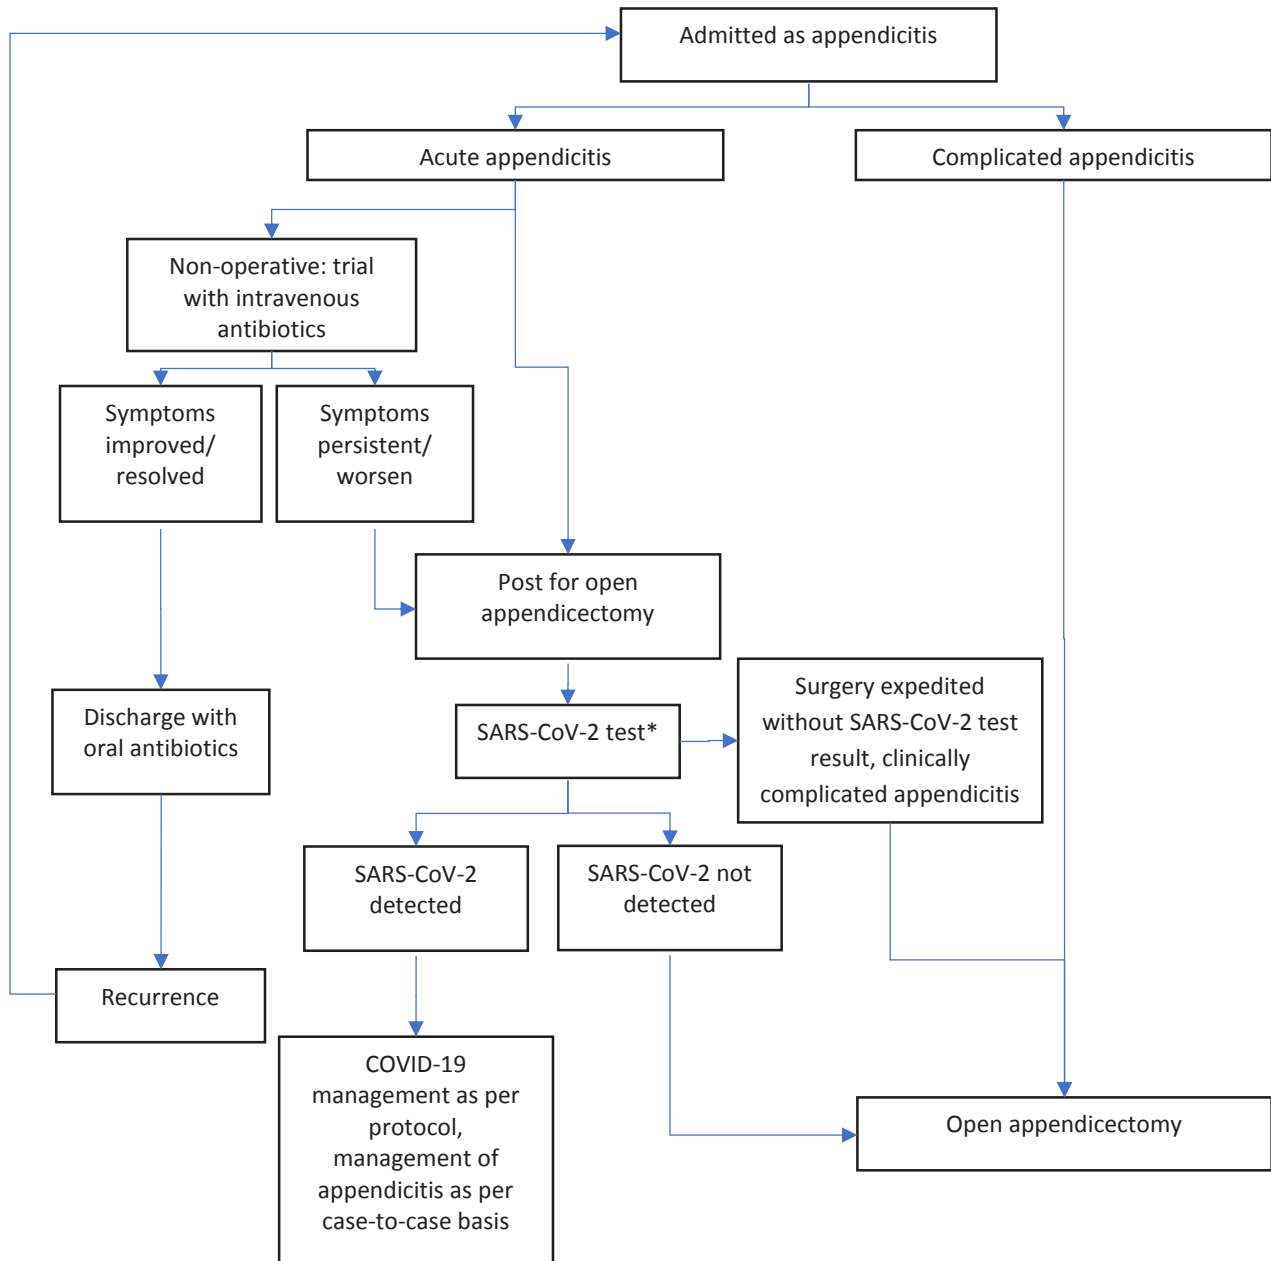 Admitted as appendicitis
Acute appendicitis
Complicated appendicitis
Non-operative: trial
with intravenous
antibiotics
Symptoms
improved/
resolved
Symptoms
persistent/
worsen
Post for open
appendicectomy
Discharge with
oral antibiotics
SARS-CoV-2 test*
Surgery expedited
without SARS-CoV-2 test
result, clinically
complicated appendicitis
SARS-CoV-2
detected
SARS-CoV-2 not
detected
Recurrence
COVID-19
management as per
protocol,
management of
appendicitis as per
case-to-case basis
Open appendicectomy